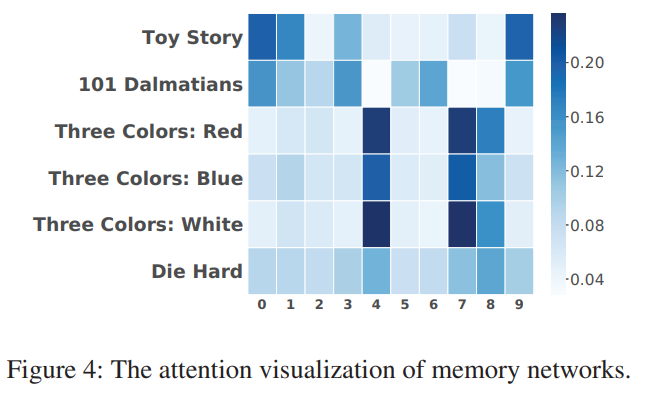 Toy Story
101 Dalmatians
Three Colors: Red
Three Colors: Blue
Three Colors: White
Die Hard
0 1 2 3 4 5 6 7 8 9
0.20
0.16
0.12
0.08
0.04
Figure 4: The attention visualization of memory networks.